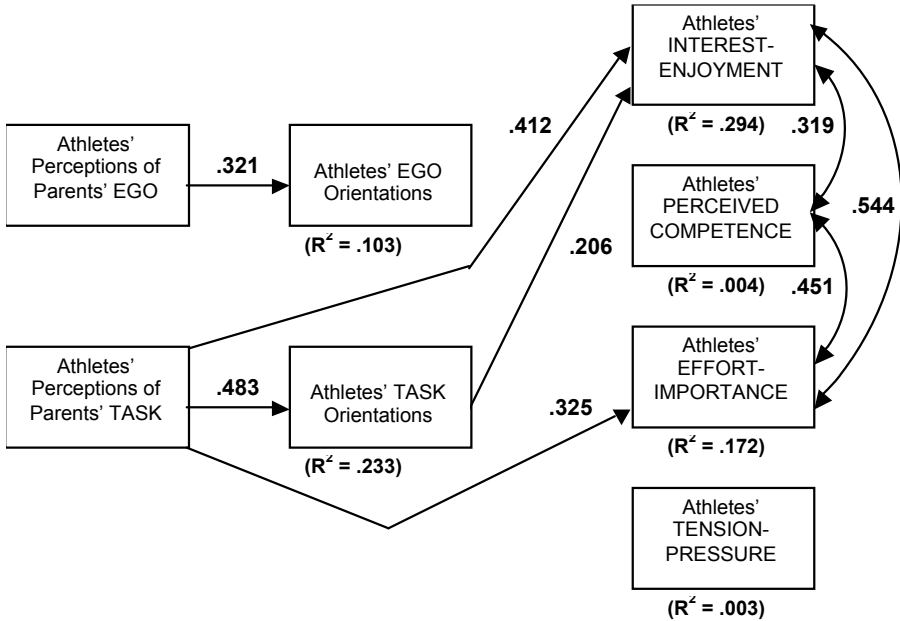 Athletes’
Perceptions of
Parents’ EGO
.321
Athletes’ EGO
Orientations
(R² = .103)
Athletes’
Perceptions of
Parents’ TASK
.483
Athletes’ TASK
Orientations
(R² = .233)
.412
.206
.325
Athletes’
INTEREST-
ENJOYMENT
(R² = .294)
.319
Athletes’
PERCEIVED
COMPETENCE
(R² = .004)
.451
.544
Athletes’
EFFORT-
IMPORTANCE
(R² = .172)
Athletes’
TENSION-
PRESSURE
(R² = .003)